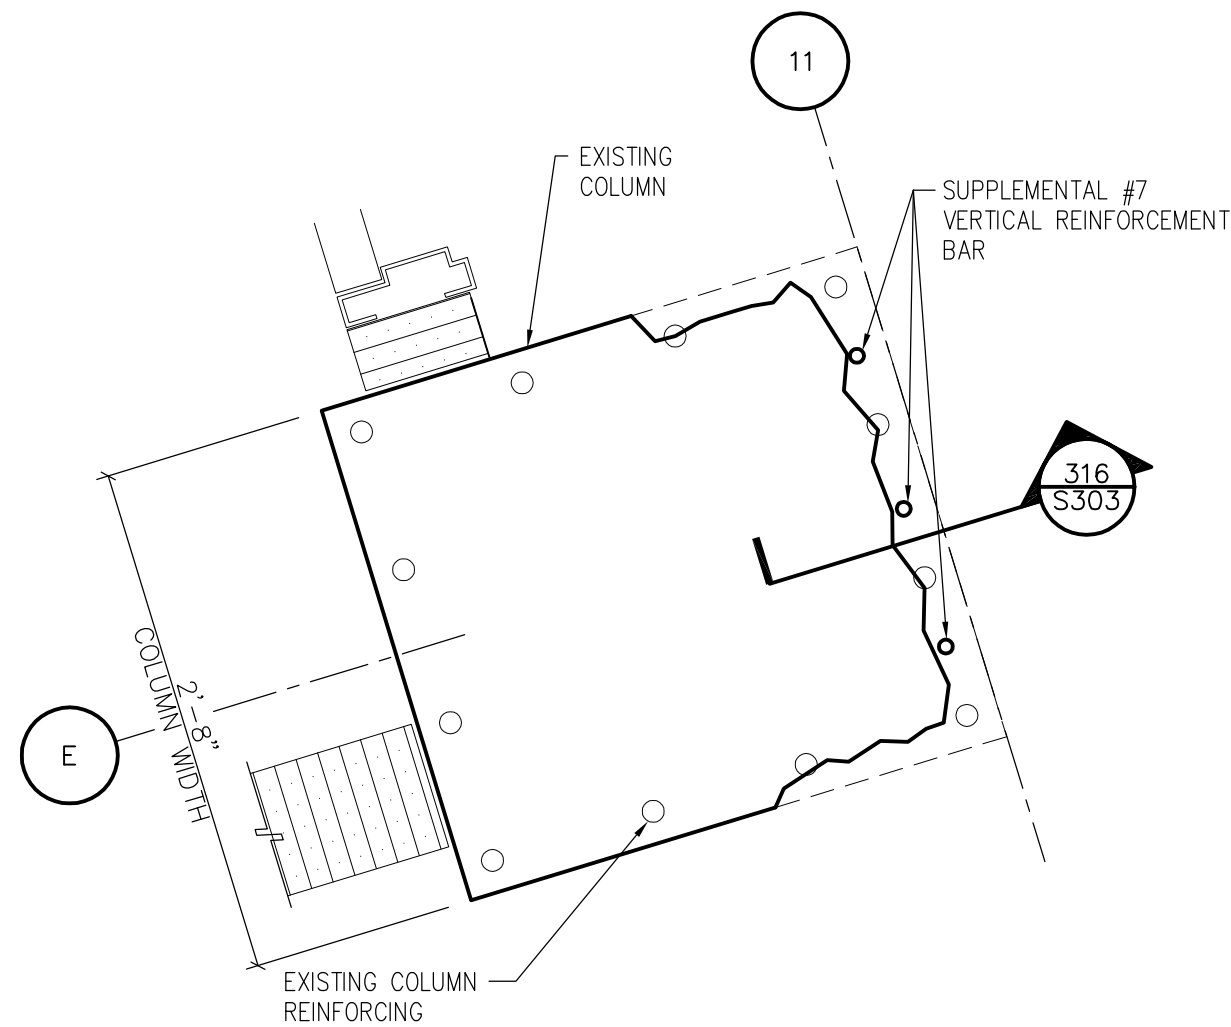 11
EXISTING
COLUMN
SUPPLEMENTAL #7
VERTICAL REINFORCEMENT
BAR
316
S303
2'-8"
COLUMN WIDTH
E
EXISTING COLUMN
REINFORCING